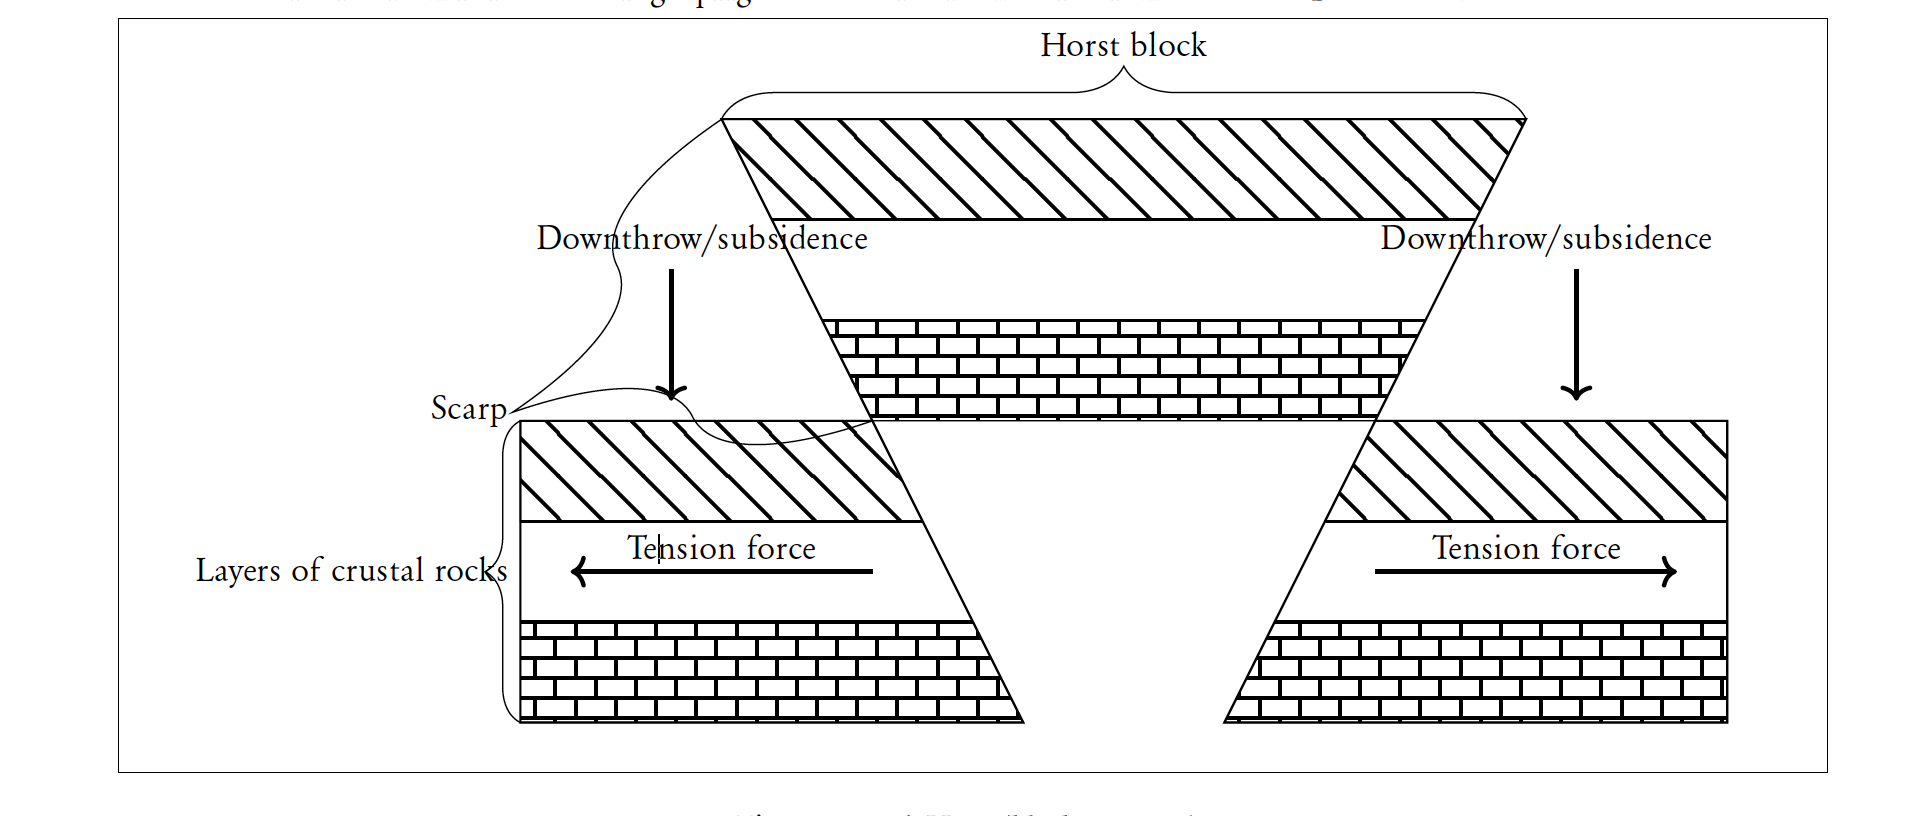 Horst block
Downthrow/subsidence
Downthrow/subsidence
Scarp
Tension force
Tension force
Layers of crustal rocks